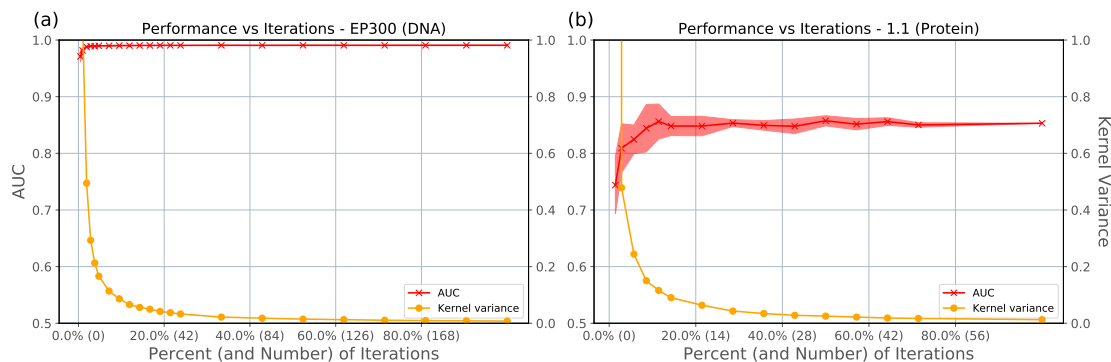 (a)
Performance vs Iterations - EP300 (DNA)
1.0
0.9
0.8
0.7
0.6
0.5
AUC
1.0
0.8
0.6
0.4
0.2
0.0
AUC
Kernel variance
0.0% (0)
20.0% (42)
40.0% (84)
60.0% (126)
80.0% (168)
Percent (and Number) of Iterations
(b)
Performance vs Iterations - 1.1 (Protein)
1.0
0.9
0.8
0.7
0.6
0.5
1.0
0.8
0.6
0.4
0.2
0.0
Kernel Variance
AUC
Kernel variance
0.0% (0)
20.0% (14)
40.0% (28)
60.0% (42)
80.0% (56)
Percent (and Number) of Iterations